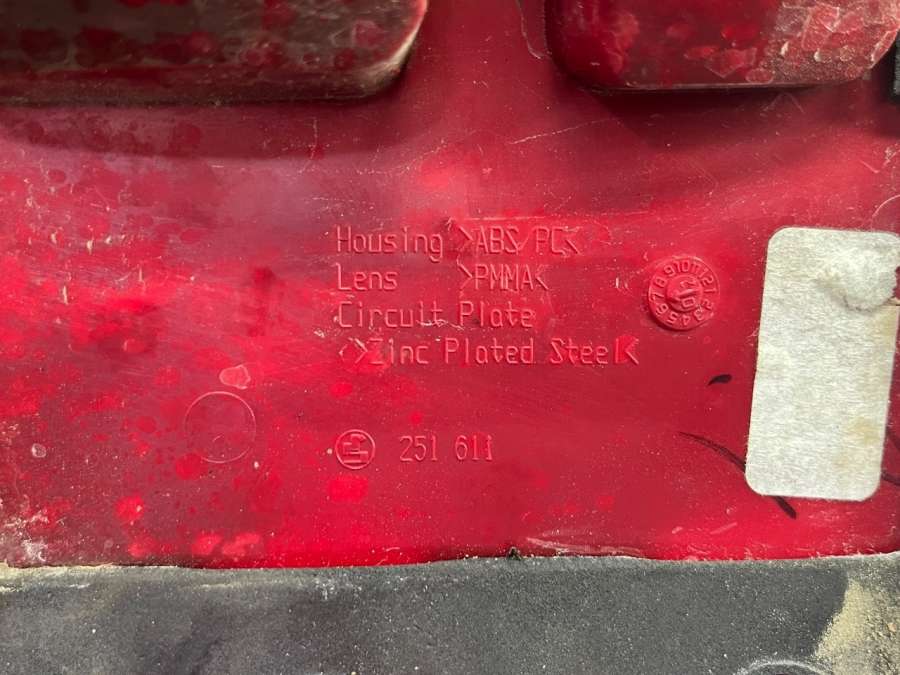 Housing >ABS PC<
Lens >PMMA<
Circuit Plate
<>Zinc Plated Steel<
251 611